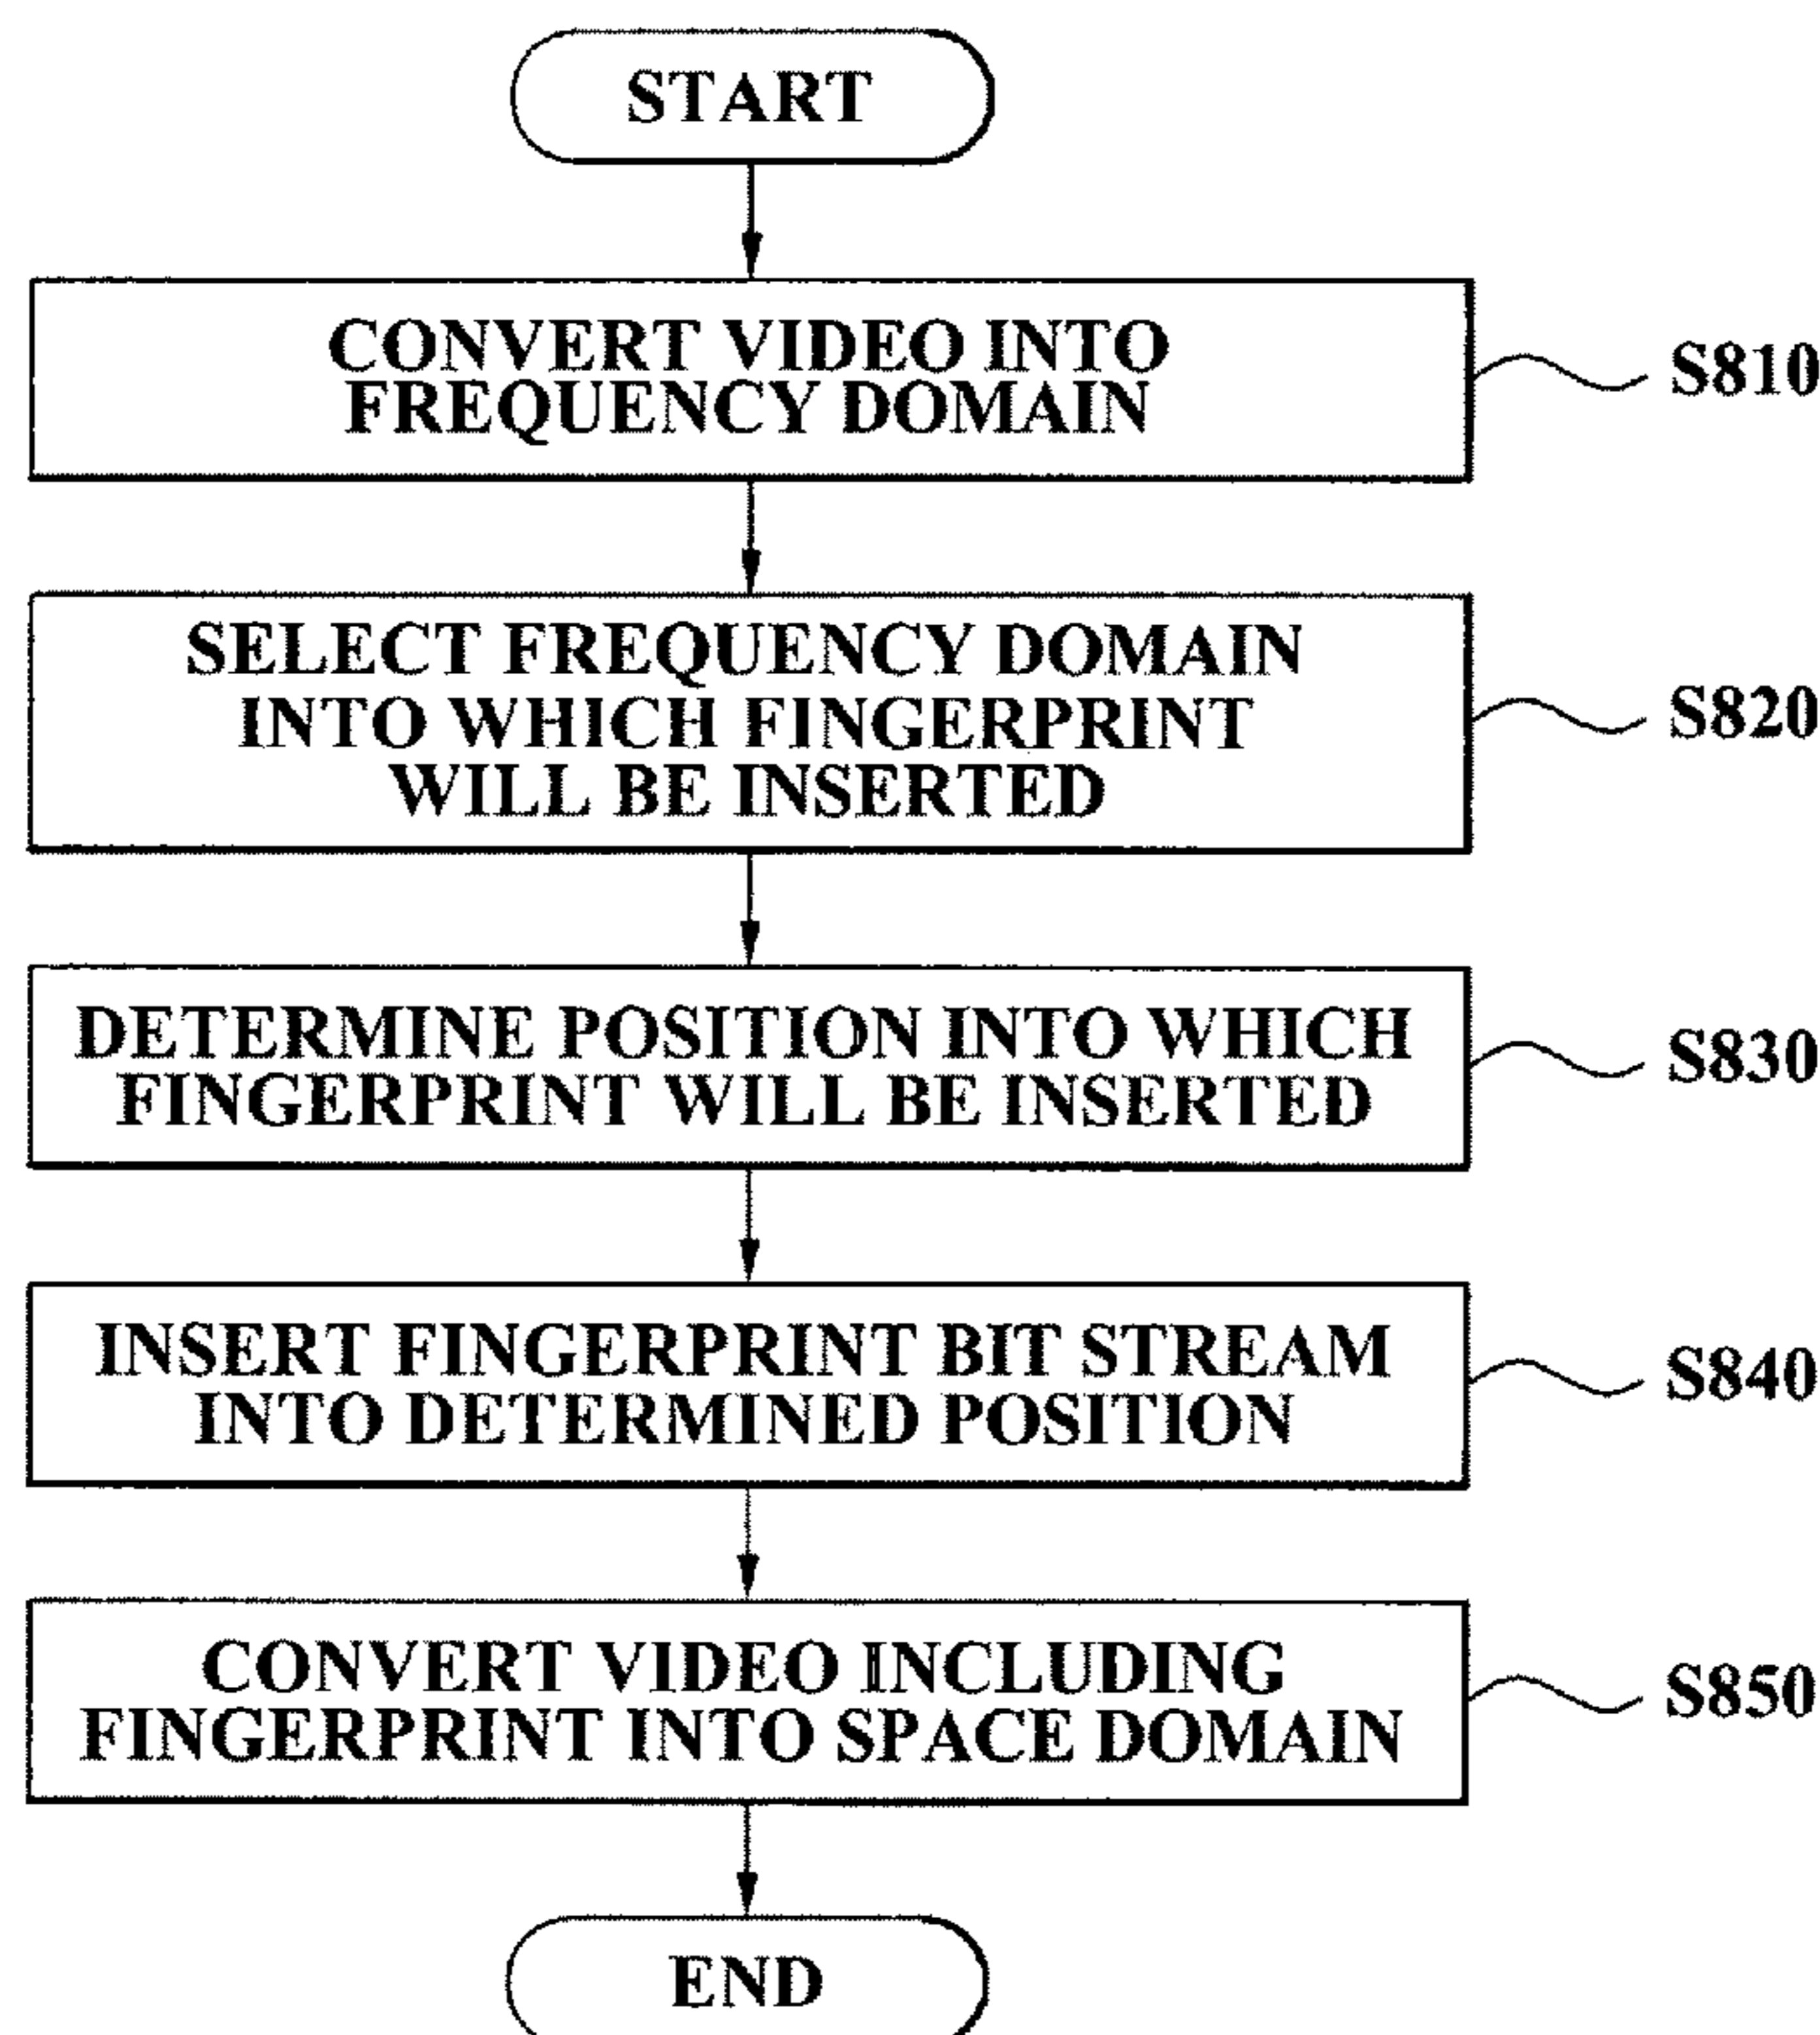 START
CONVERT VIDEO INTO
FREQUENCY DOMAIN
S810
SELECT FREQUENCY DOMAIN
INTO WHICH FINGERPRINT
WILL BE INSERTED
S820
DETERMINE POSITION INTO WHICH
FINGERPRINT WILL BE INSERTED
S830
INSERT FINGERPRINT BIT STREAM
INTO DETERMINED POSITION
S840
CONVERT VIDEO INCLUDING
FINGERPRINT INTO SPACE DOMAIN
S850
END